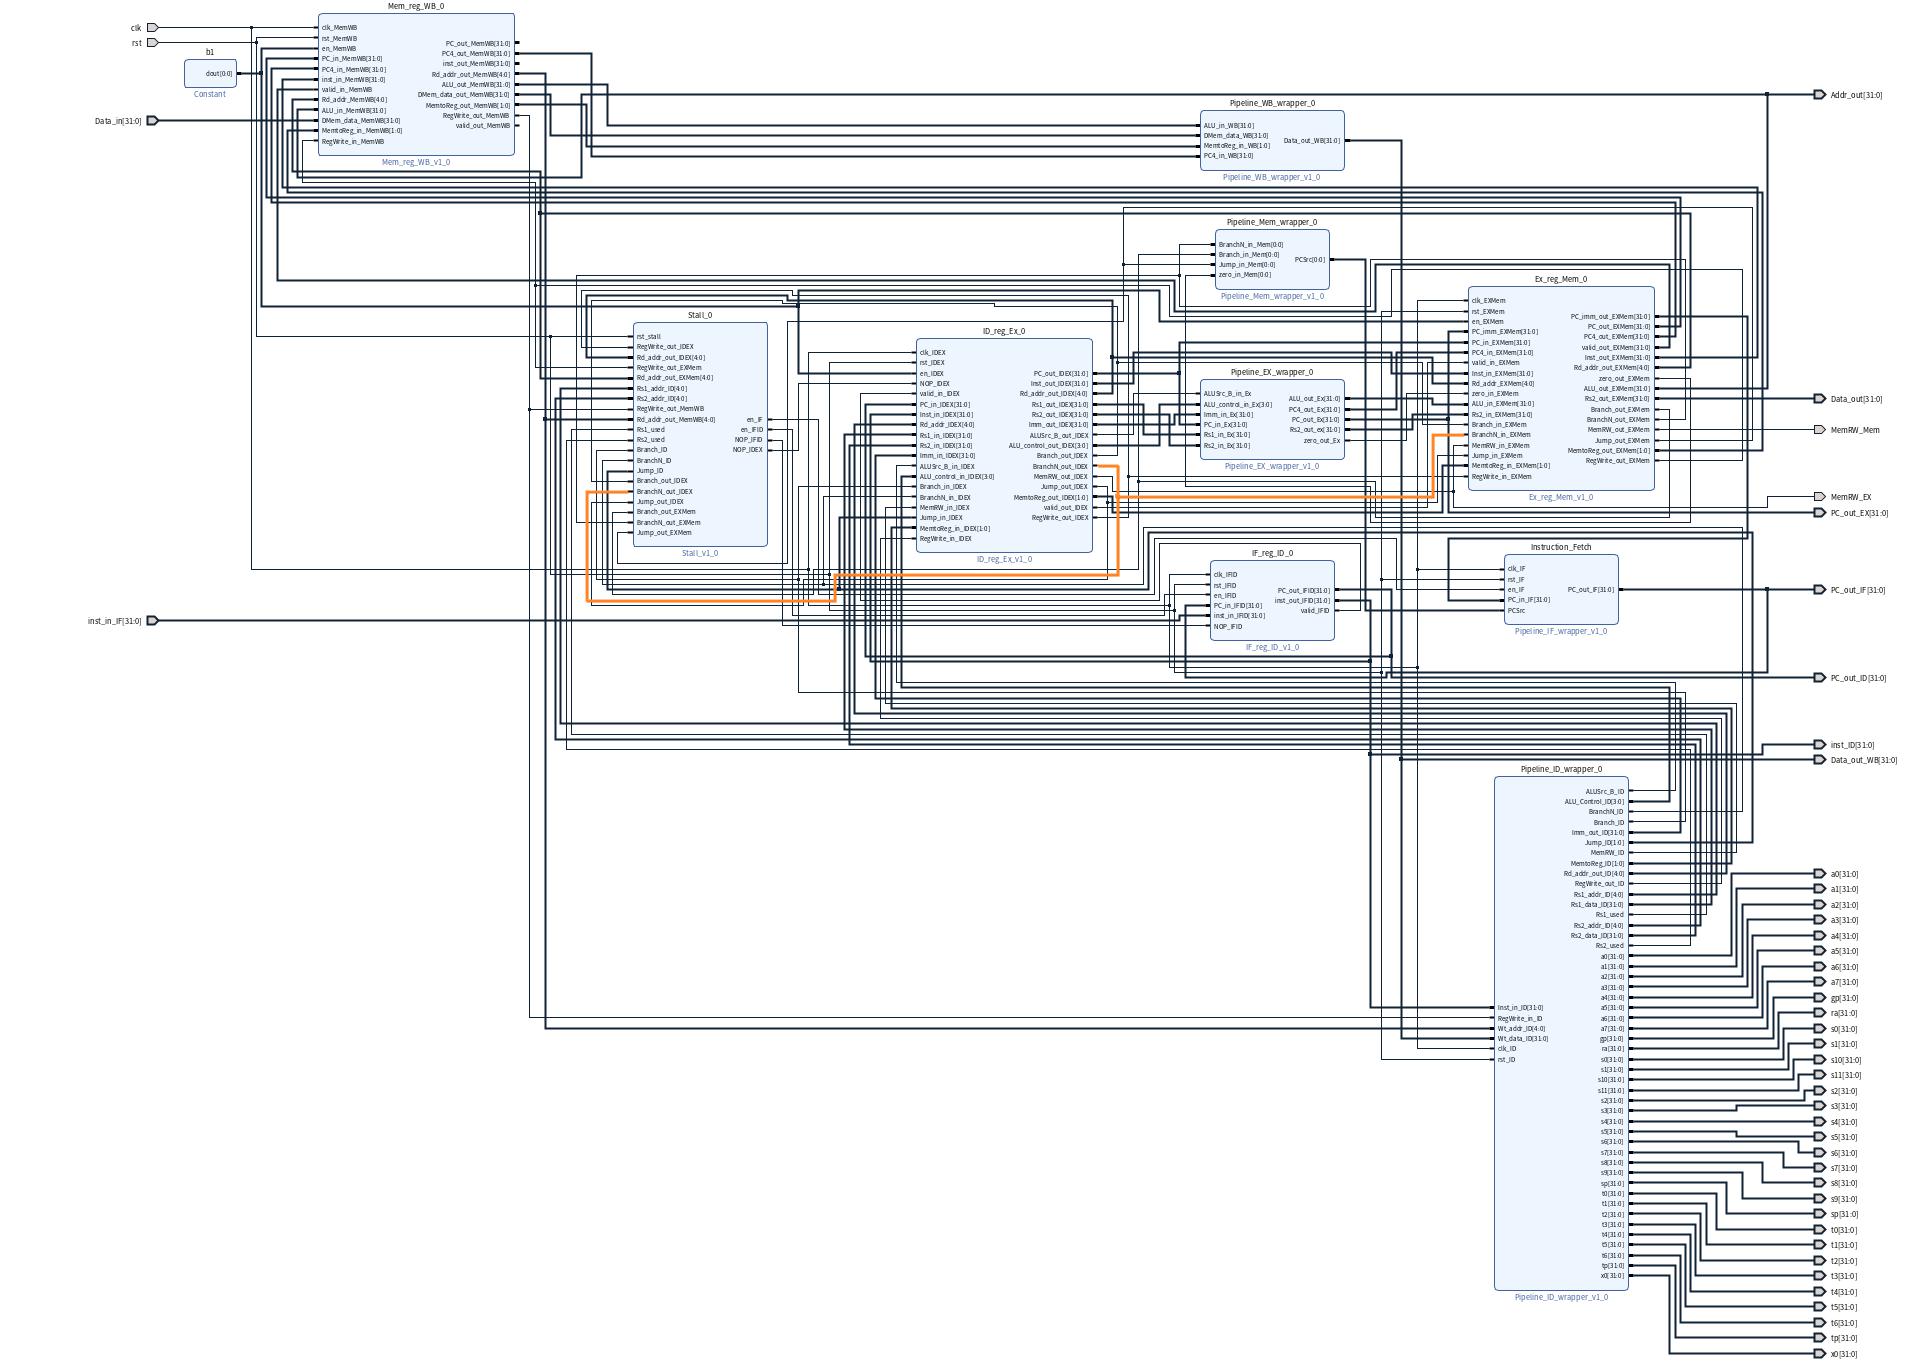 clk
rst
b1
dout[0:0]
Constant
Data_in[31:0]
inst_in_IF[31:0]
Mem_reg_WB_0
clk_MemWB
rst_MemWB
en_MemWB
PC_in_MemWB[31:0]
PC4_in_MemWB[31:0]
inst_in_MemWB[31:0]
valid_in_MemWB
Rd_addr_MemWB[4:0]
ALU_in_MemWB[31:0]
DMem_data_MemWB[31:0]
MemtoReg_in_MemWB[1:0]
RegWrite_in_MemWB
PC_out_MemWB[31:0]
PC4_out_MemWB[31:0]
inst_out_MemWB[31:0]
Rd_addr_out_MemWB[4:0]
ALU_out_MemWB[31:0]
DMem_data_out_MemWB[31:0]
MemtoReg_out_MemWB[1:0]
RegWrite_out_MemWB
valid_out_MemWB
Mem_reg_WB_v1_0
Pipeline_WB_wrapper_0
ALU_in_WB[31:0]
DMem_data_WB[31:0]
MemtoReg_in_WB[1:0]
PC4_in_WB[31:0]
Data_out_WB[31:0]
Pipeline_WB_wrapper_v1_0
Pipeline_Mem_wrapper_0
BranchN_in_Mem[0:0]
Branch_in_Mem[0:0]
Jump_in_Mem[0:0]
zero_in_Mem[0:0]
PCSrc[0:0]
Pipeline_Mem_wrapper_v1_0
Ex_reg_Mem_0
clk_EXMem
rst_EXMem
en_EXMem
PC_imm_EXMem[31:0]
PC_in_EXMem[31:0]
PC4_in_EXMem[31:0]
valid_in_EXMem
Inst_in_EXMem[31:0]
Rd_addr_EXMem[4:0]
zero_in_EXMem
ALU_in_EXMem[31:0]
Rs2_in_EXMem[31:0]
Branch_in_EXMem
BranchN_in_EXMem
MemRW_in_EXMem
Jump_in_EXMem
MemtoReg_in_EXMem[1:0]
RegWrite_in_EXMem
PC_imm_out_EXMem[31:0]
PC_out_EXMem[31:0]
PC4_out_EXMem[31:0]
valid_out_EXMem[31:0]
Inst_out_EXMem[31:0]
Rd_addr_out_EXMem[4:0]
zero_out_EXMem
ALU_out_EXMem[31:0]
Rs2_out_EXMem[31:0]
Branch_out_EXMem
BranchN_out_EXMem
MemRW_out_EXMem
Jump_out_EXMem
MemtoReg_out_EXMem[1:0]
RegWrite_out_EXMem
Ex_reg_Mem_v1_0
Stall_0
rst_stall
RegWrite_out_IDEX
Rd_addr_out_IDEX[4:0]
RegWrite_out_EXMem
Rd_addr_out_EXMem[4:0]
Rs1_addr_ID[4:0]
Rs2_addr_ID[4:0]
RegWrite_out_MemWB
Rd_addr_out_MemWB[4:0]
Rs1_used
Rs2_used
Branch_ID
BranchN_ID
Jump_ID
Branch_out_IDEX
BranchN_out_IDEX
Jump_out_IDEX
Branch_out_EXMem
BranchN_out_EXMem
Jump_out_EXMem
en_IF
en_IFID
NOP_IFID
NOP_IDEX
Stall_v1_0
ID_reg_Ex_0
clk_IDEX
rst_IDEX
en_IDEX
NOP_IDEX
valid_in_IDEX
PC_in_IDEX[31:0]
Inst_in_IDEX[31:0]
Rd_addr_IDEX[4:0]
Rs1_in_IDEX[31:0]
Rs2_in_IDEX[31:0]
Imm_in_IDEX[31:0]
ALUSrc_B_in_IDEX
ALU_control_in_IDEX[3:0]
Branch_in_IDEX
BranchN_in_IDEX
MemRW_in_IDEX
Jump_in_IDEX
MemtoReg_in_IDEX[1:0]
RegWrite_in_IDEX
PC_out_IDEX[31:0]
Inst_out_IDEX[31:0]
Rd_addr_out_IDEX[4:0]
Rs1_out_IDEX[31:0]
Rs2_out_IDEX[31:0]
Imm_out_IDEX[31:0]
ALUSrc_B_out_IDEX
ALU_control_out_IDEX[3:0]
Branch_out_IDEX
BranchN_out_IDEX
MemRW_out_IDEX
Jump_out_IDEX
MemtoReg_out_IDEX[1:0]
valid_out_IDEX
RegWrite_out_IDEX
ID_reg_Ex_v1_0
Pipeline_EX_wrapper_0
ALUSrc_B_in_Ex
ALU_control_in_Ex[3:0]
Imm_in_Ex[31:0]
PC_in_Ex[31:0]
Rs1_in_Ex[31:0]
Rs2_in_Ex[31:0]
ALU_out_Ex[31:0]
PC4_out_Ex[31:0]
PC_out_Ex[31:0]
Rs2_out_ex[31:0]
zero_out_Ex
Pipeline_EX_wrapper_v1_0
IF_reg_ID_0
clk_IFID
rst_IFID
en_IFID
PC_in_IFID[31:0]
inst_in_IFID[31:0]
NOP_IFID
PC_out_IFID[31:0]
inst_out_IFID[31:0]
valid_IFID
IF_reg_ID_v1_0
Instruction_Fetch
clk_IF
rst_IF
en_IF
PC_in_IF[31:0]
PCSrc
PC_out_IF[31:0]
Pipeline_IF_wrapper_v1_0
Pipeline_ID_wrapper_0
Inst_in_ID[31:0]
RegWrite_in_ID
Wt_addr_ID[4:0]
Wt_data_ID[31:0]
clk_ID
rst_ID
ALUSrc_B_ID
ALU_Control_ID[3:0]
BranchN_ID
Branch_ID
Imm_out_ID[31:0]
Jump_ID[1:0]
MemRW_ID
MemtoReg_ID[1:0]
Rd_addr_out_ID[4:0]
RegWrite_out_ID
Rs1_addr_ID[4:0]
Rs1_data_ID[31:0]
Rs1_used
Rs2_addr_ID[4:0]
Rs2_data_ID[31:0]
Rs2_used
a0[31:0]
a1[31:0]
a2[31:0]
a3[31:0]
a4[31:0]
a5[31:0]
a6[31:0]
a7[31:0]
gp[31:0]
ra[31:0]
s0[31:0]
s1[31:0]
s10[31:0]
s11[31:0]
s2[31:0]
s3[31:0]
s4[31:0]
s5[31:0]
s6[31:0]
s7[31:0]
s8[31:0]
s9[31:0]
sp[31:0]
t0[31:0]
t1[31:0]
t2[31:0]
t3[31:0]
t4[31:0]
t5[31:0]
t6[31:0]
tp[31:0]
x0[31:0]
Pipeline_ID_wrapper_v1_0
Addr_out[31:0]
Data_out[31:0]
MemRW_Mem
MemRW_EX
PC_out_EX[31:0]
PC_out_IF[31:0]
PC_out_ID[31:0]
inst_ID[31:0]
Data_out_WB[31:0]
a0[31:0]
a1[31:0]
a2[31:0]
a3[31:0]
a4[31:0]
a5[31:0]
a6[31:0]
a7[31:0]
gp[31:0]
ra[31:0]
s0[31:0]
s1[31:0]
s10[31:0]
s11[31:0]
s2[31:0]
s3[31:0]
s4[31:0]
s5[31:0]
s6[31:0]
s7[31:0]
s8[31:0]
s9[31:0]
sp[31:0]
t0[31:0]
t1[31:0]
t2[31:0]
t3[31:0]
t4[31:0]
t5[31:0]
t6[31:0]
tp[31:0]
x0[31:0]